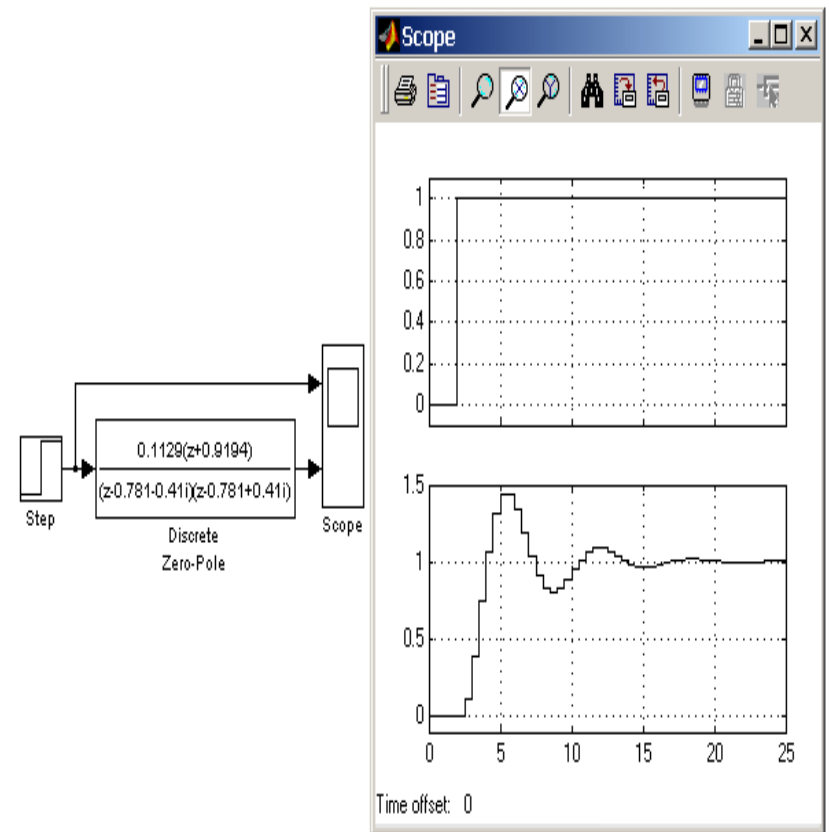 Scope
1
0.8
0.6
0.4
0.2
0
1.5
1
0.5
0
0 5 10 15 20 25
Time offset: 0
Step
0.1129(z+0.9194)
(z-0.781-0.41i)(z-0.781+0.41i)
Discrete
Zero-Pole
Scope